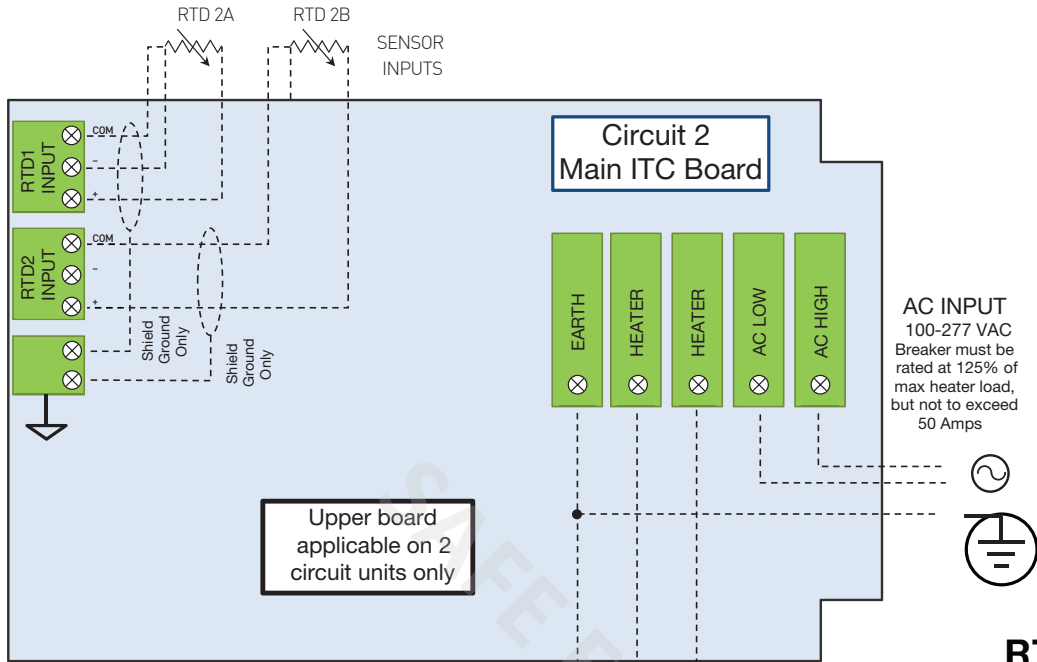 RTD 2A
RTD 2B
SENSOR
INPUTS
RTD1
INPUT
COM
-
+
RTD2
INPUT
COM
-
+
Shield
Ground
Only
Shield
Ground
Only
Circuit 2
Main ITC Board
EARTH
HEATER
HEATER
AC LOW
AC HIGH
AC INPUT
100-277 VAC
Breaker must be
rated at 125% of
max heater load,
but not to exceed
50 Amps
Upper board
applicable on 2
circuit units only
SAFE